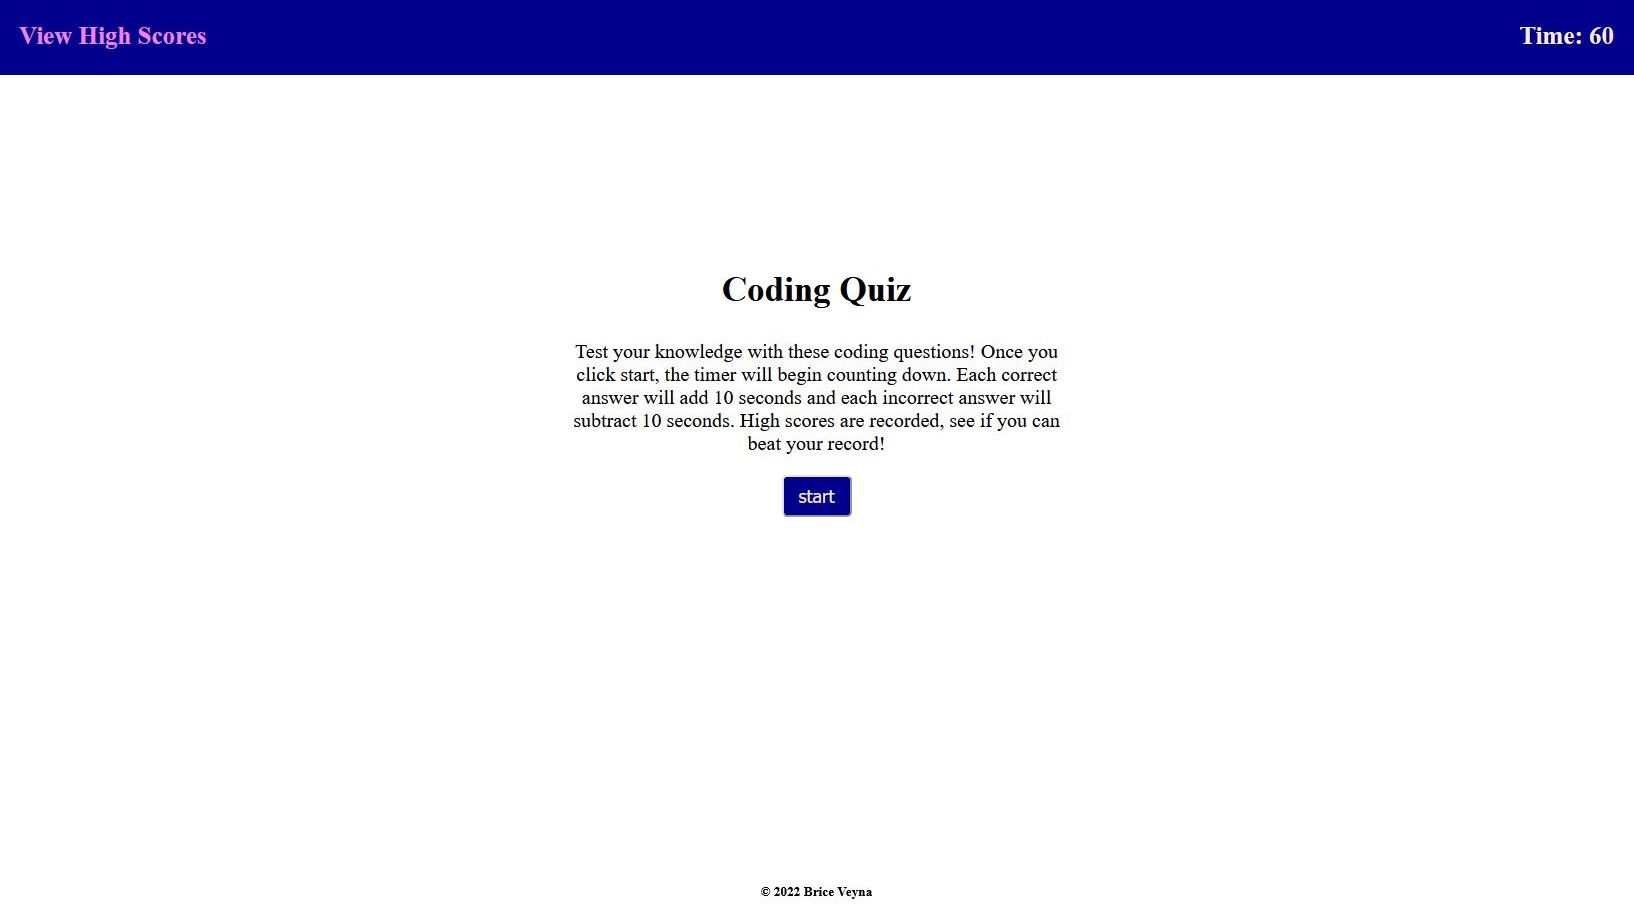 View High Scores
Time: 60
Coding Quiz
Test your knowledge with these coding questions! Once you
click start, the timer will begin counting down. Each correct
answer will add 10 seconds and each incorrect answer will
subtract 10 seconds. High scores are recorded, see if you can
beat your record!
start
© 2022 Brice Veyna